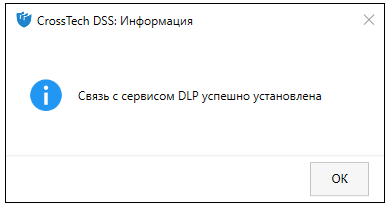 CrossTech DSS: Информация
Связь с сервисом DLP успешно установлена
OK